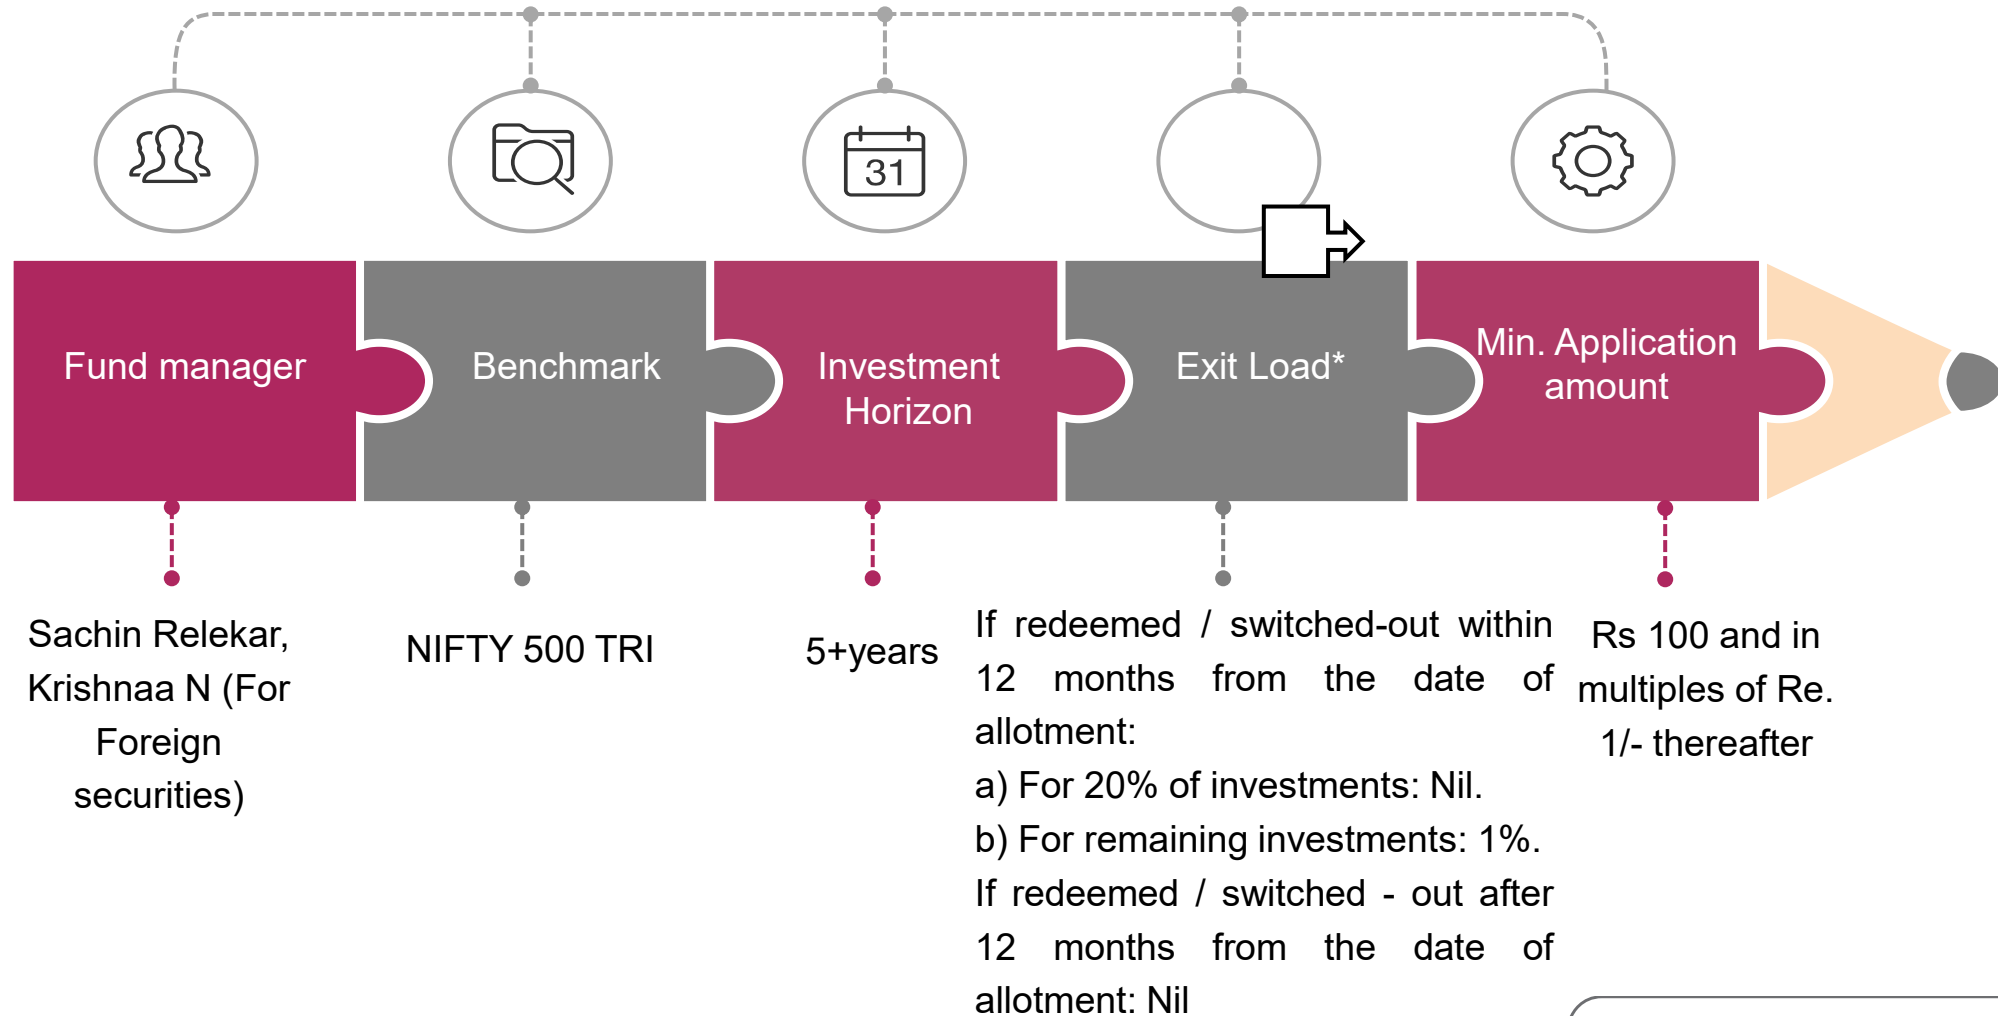 31
Fund manager
Benchmark
Investment
Horizon
Exit Load*
Min. Application
amount
Sachin Relekar,
Krishnaa N (For
Foreign
securities)
NIFTY 500 TRI
5+years
If redeemed / switched-out within
12 months from the date of
allotment:
a) For 20% of investments: Nil.
b) For remaining investments: 1%.
If redeemed / switched - out after
12 months from the date of
allotment: Nil
Rs 100 and in
multiples of Re.
1/- thereafter